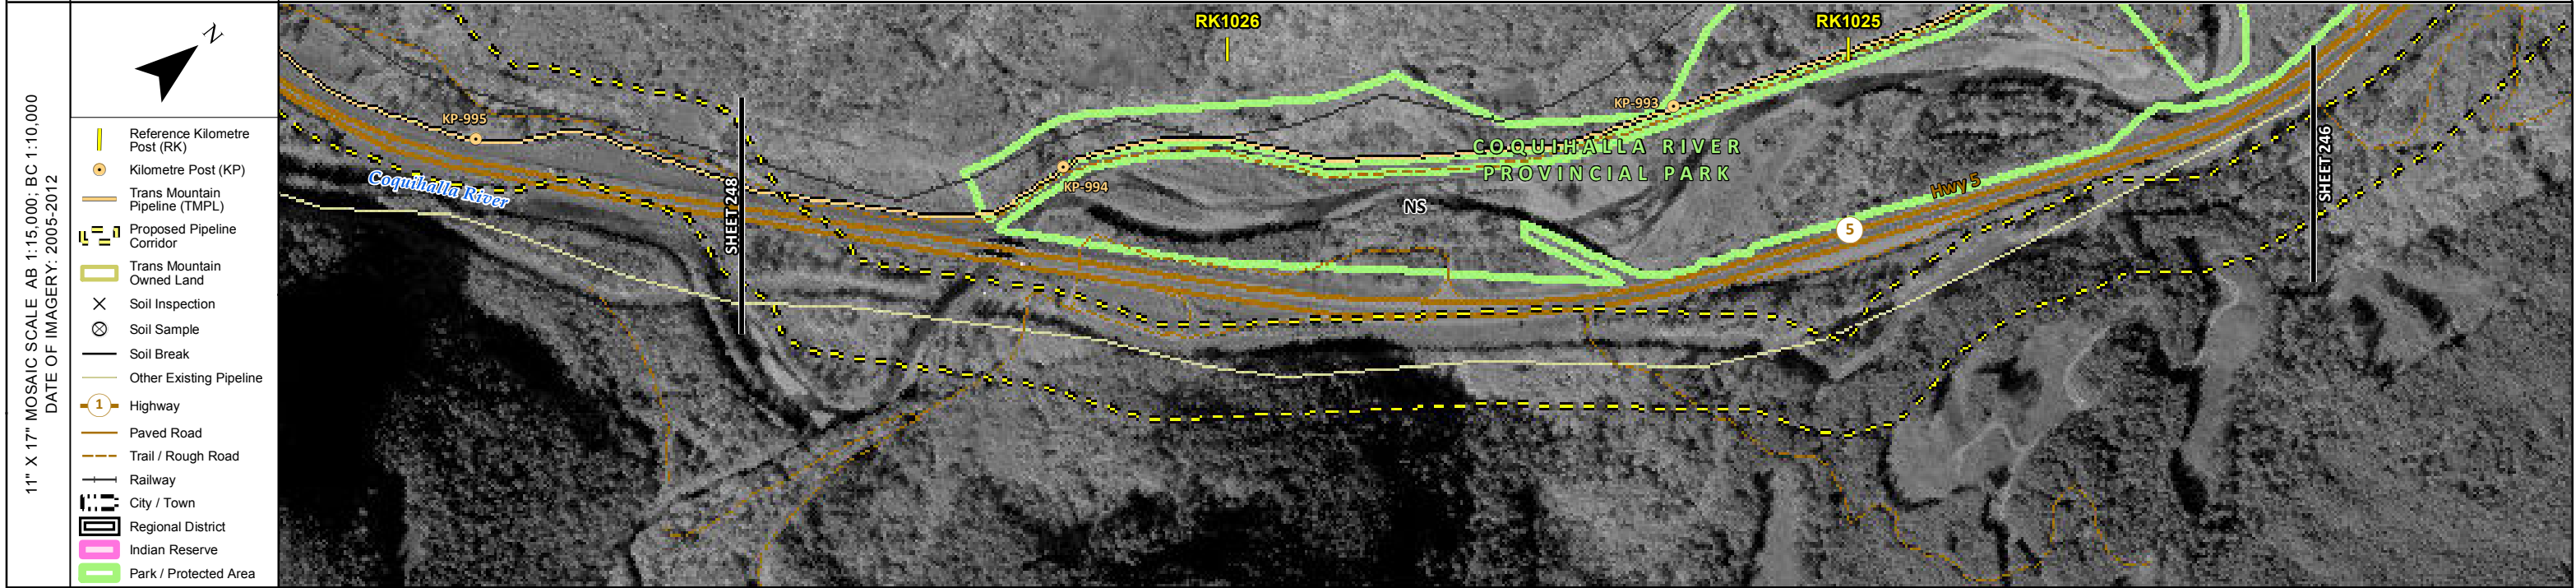 11" X 17" MOSAIC SCALE AB 1:15,000; BC 1:10,000
DATE OF IMAGERY: 2005-2012
N
Reference Kilometre
Post (RK)
Kilometre Post (KP)
Trans Mountain
Pipeline (TMPL)
Proposed Pipeline
Corridor
Trans Mountain
Owned Land
Soil Inspection
Soil Sample
Soil Break
Other Existing Pipeline
1
Highway
Paved Road
Trail / Rough Road
Railway
City / Town
Regional District
Indian Reserve
Park / Protected Area
RK1026
RK1025
KP-995
KP-994
KP-993
Coquihalla River
SHEET 248
COQUIHALLA RIVER
PROVINCIAL PARK
NS
Hwy 5
5
SHEET 246